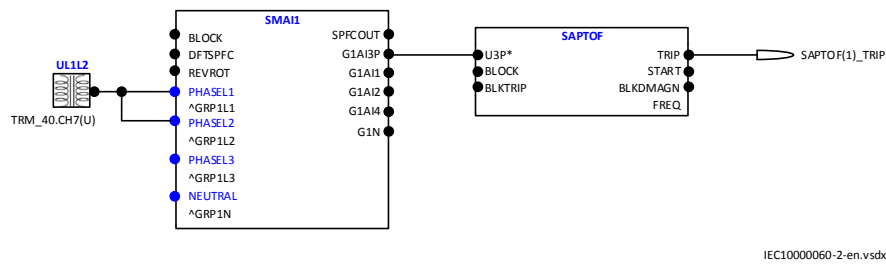 SMAI1
BLOCK
SPFCOUT
DFTSPFC
G1AI3P
REVROT
G1AI1
PHASEL1
G1AI2
^GRP1L1
PHASEL2
G1AI4
^GRP1L2
G1N
PHASEL3
^GRP1L3
NEUTRAL
^GRP1N
UL1L2
TRM_40.CH7(U)
SAPTOF
U3P*
TRIP
BLOCK
START
BLKTRIP
BLKDMAGN
FREQ
SAPTOF(1)_TRIP
IEC10000060-2-en.vsdx